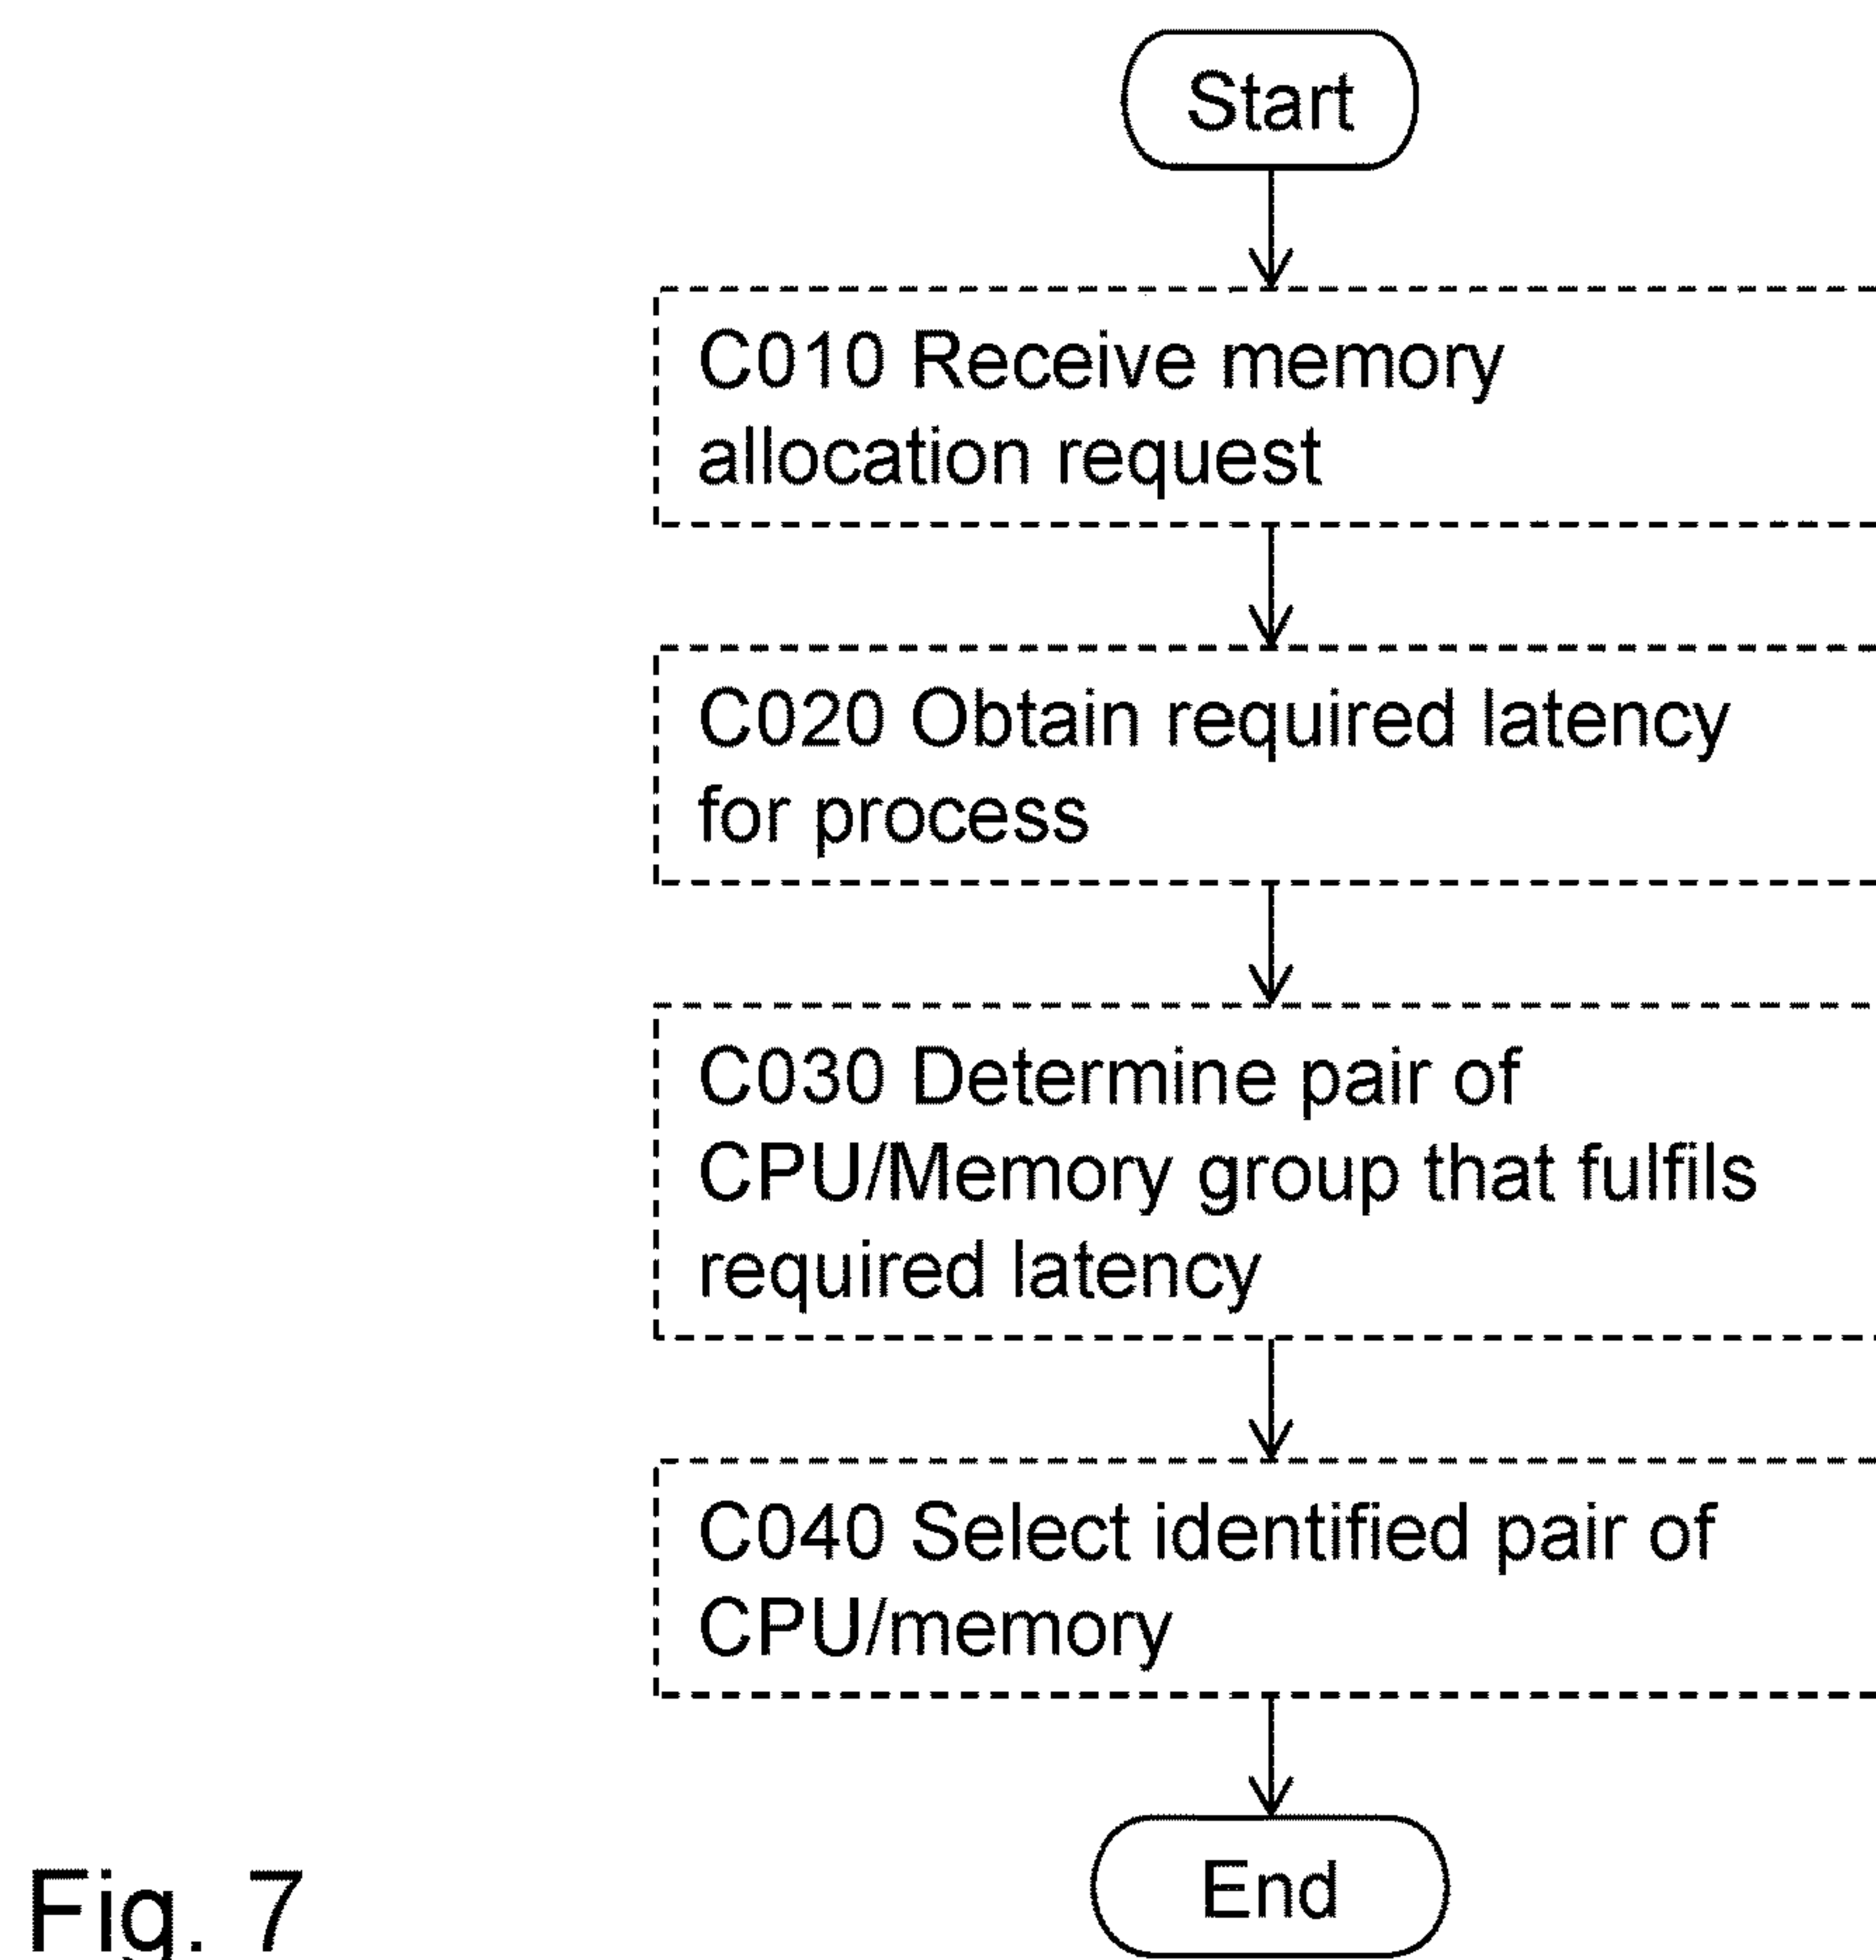 Start
C010 Receive memory
allocation request
C020 Obtain required latency
for process
C030 Determine pair of
CPU/Memory group that fulfils
required latency
C040 Select identified pair of
CPU/memory
End
Fig. 7